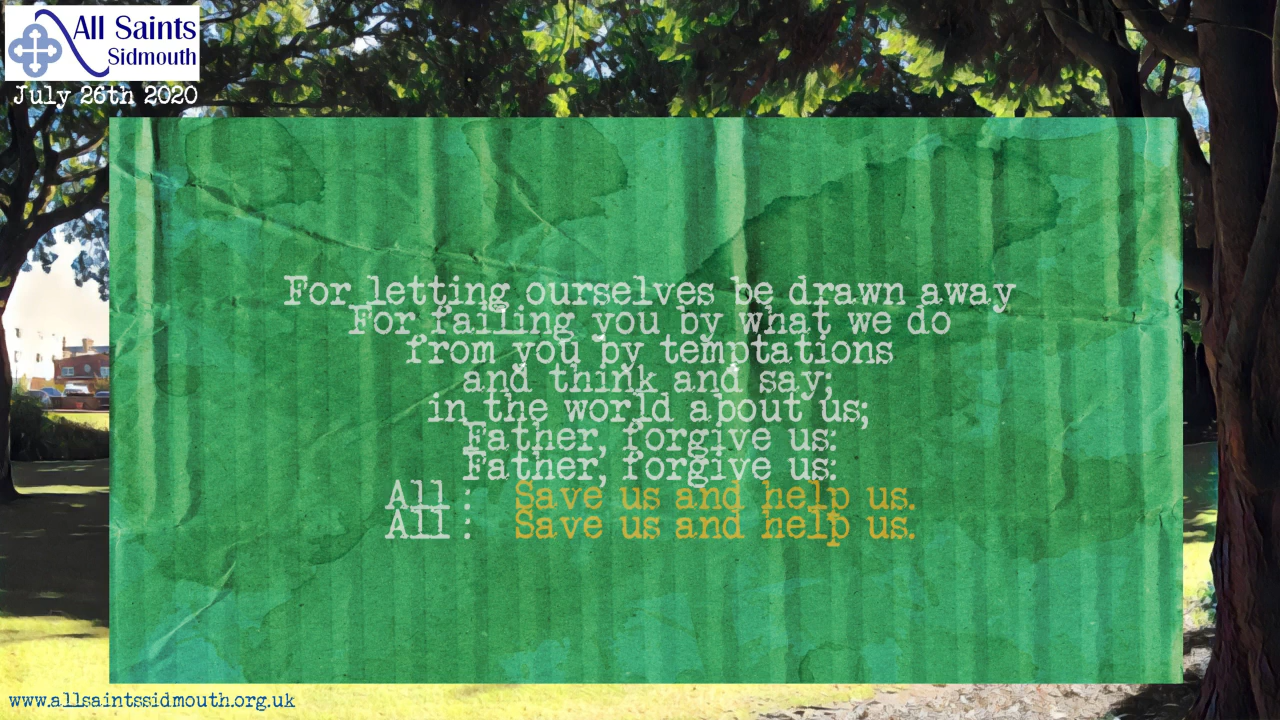 All Saints
Sidmouth
July 26th 2020
For letting ourselves be drawn away
For failing you by what we do
from you by temptations
and think and say;
in the world about us;
Father, forgive us:
Father, forgive us:
All : Save us and help us.
All : Save us and help us.
www.allsaintssidmouth.org.uk